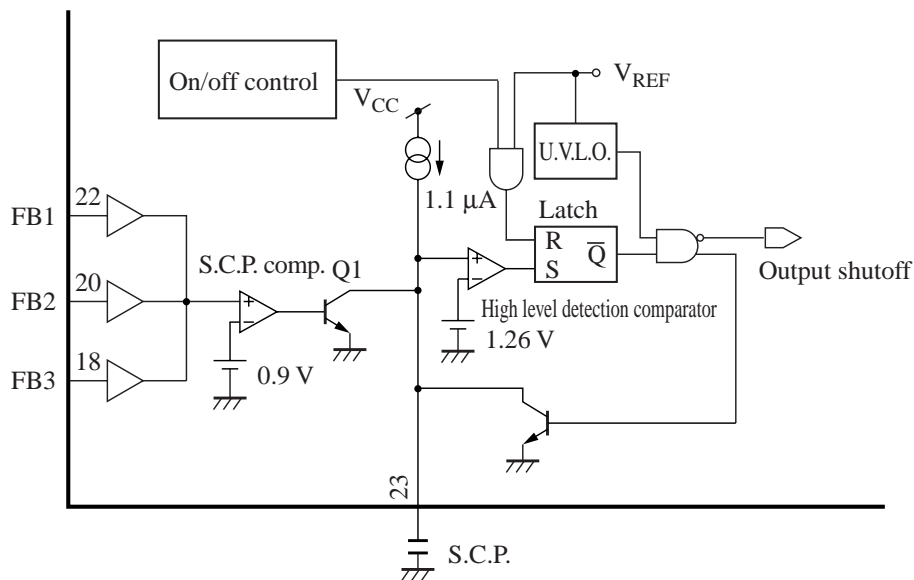 On/off control
V_CC
V_REF
U.V.L.O.
1.1 μA
22
FB1
Latch
R
S
Q̅
S.C.P. comp.
Q1
20
FB2
+
−
+
−
Output shutoff
High level detection comparator
1.26 V
18
FB3
0.9 V
23
S.C.P.